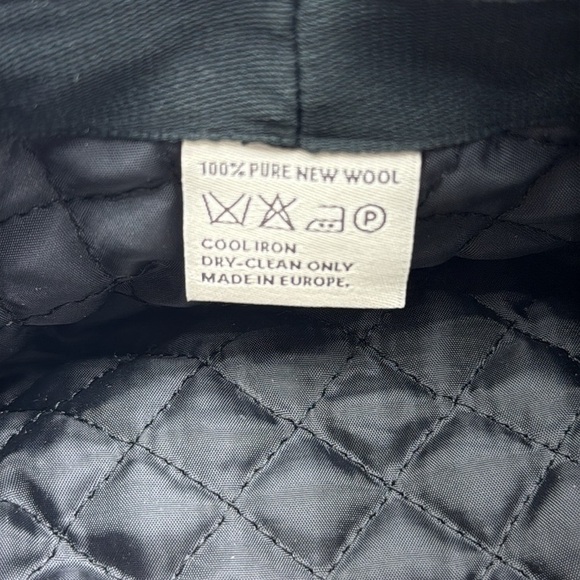 100% PURE NEW WOOL
P
COOL IRON
DRY-CLEAN ONLY
MADE IN EUROPE.